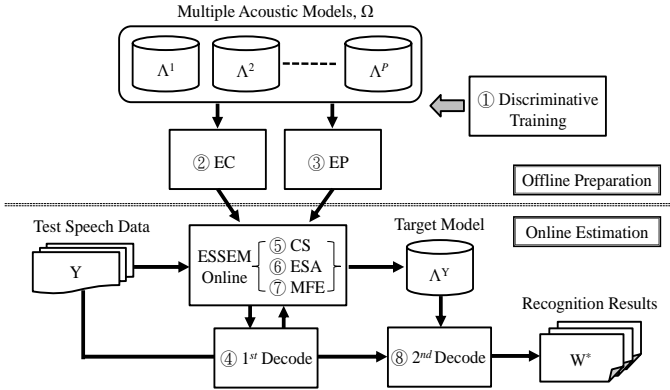 Multiple Acoustic Models, Ω
Λ¹ Λ² Λᴾ
① Discriminative
Training
② EC
③ EP
Offline Preparation
Online Estimation
Test Speech Data
Y
ESSEM
Online
⑤ CS
⑥ ESA
⑦ MFE
Target Model
Λʸ
④ 1ˢᵗ Decode
⑧ 2ⁿᵈ Decode
Recognition Results
W*